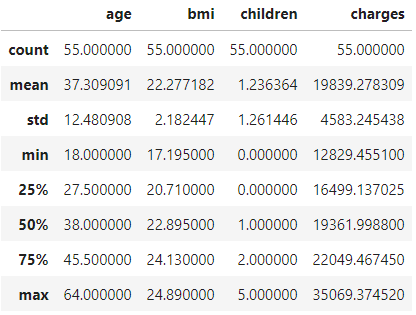 age bmi children charges
count 55.000000 55.000000 55.000000 55.000000
mean 37.309091 22.277182 1.236364 19839.278309
std 12.480908 2.182447 1.261446 4583.245438
min 18.000000 17.195000 0.000000 12829.455100
25% 27.500000 20.710000 0.000000 16499.137025
50% 38.000000 22.895000 1.000000 19361.998800
75% 45.500000 24.130000 2.000000 22049.467450
max 64.000000 24.890000 5.000000 35069.374520